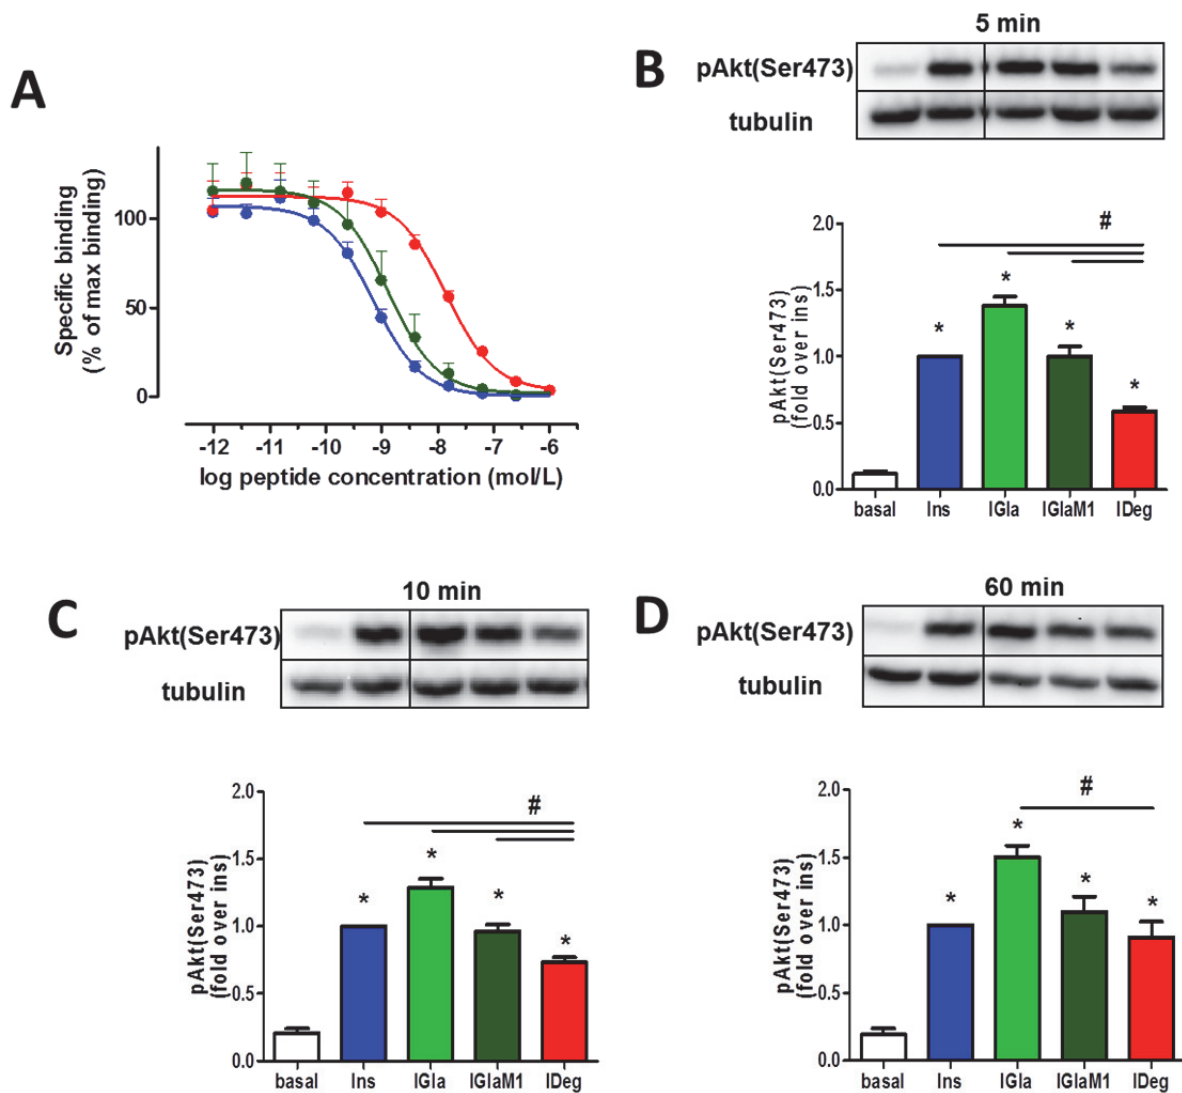 A
Specific binding
(% of max binding)
100
50
0
-12 -11 -10 -9 -8 -7 -6
log peptide concentration (mol/L)
B
5 min
pAkt(Ser473)
tubulin
pAkt(Ser473)
(fold over ins)
2.0
1.5
1.0
0.5
0.0
#
* * * *
basal Ins IGla IGlaM1 IDeg
C
10 min
pAkt(Ser473)
tubulin
pAkt(Ser473)
(fold over ins)
2.0
1.5
1.0
0.5
0.0
#
* * * *
basal Ins IGla IGlaM1 IDeg
D
60 min
pAkt(Ser473)
tubulin
pAkt(Ser473)
(fold over ins)
2.0
1.5
1.0
0.5
0.0
#
* * * *
basal Ins IGla IGlaM1 IDeg